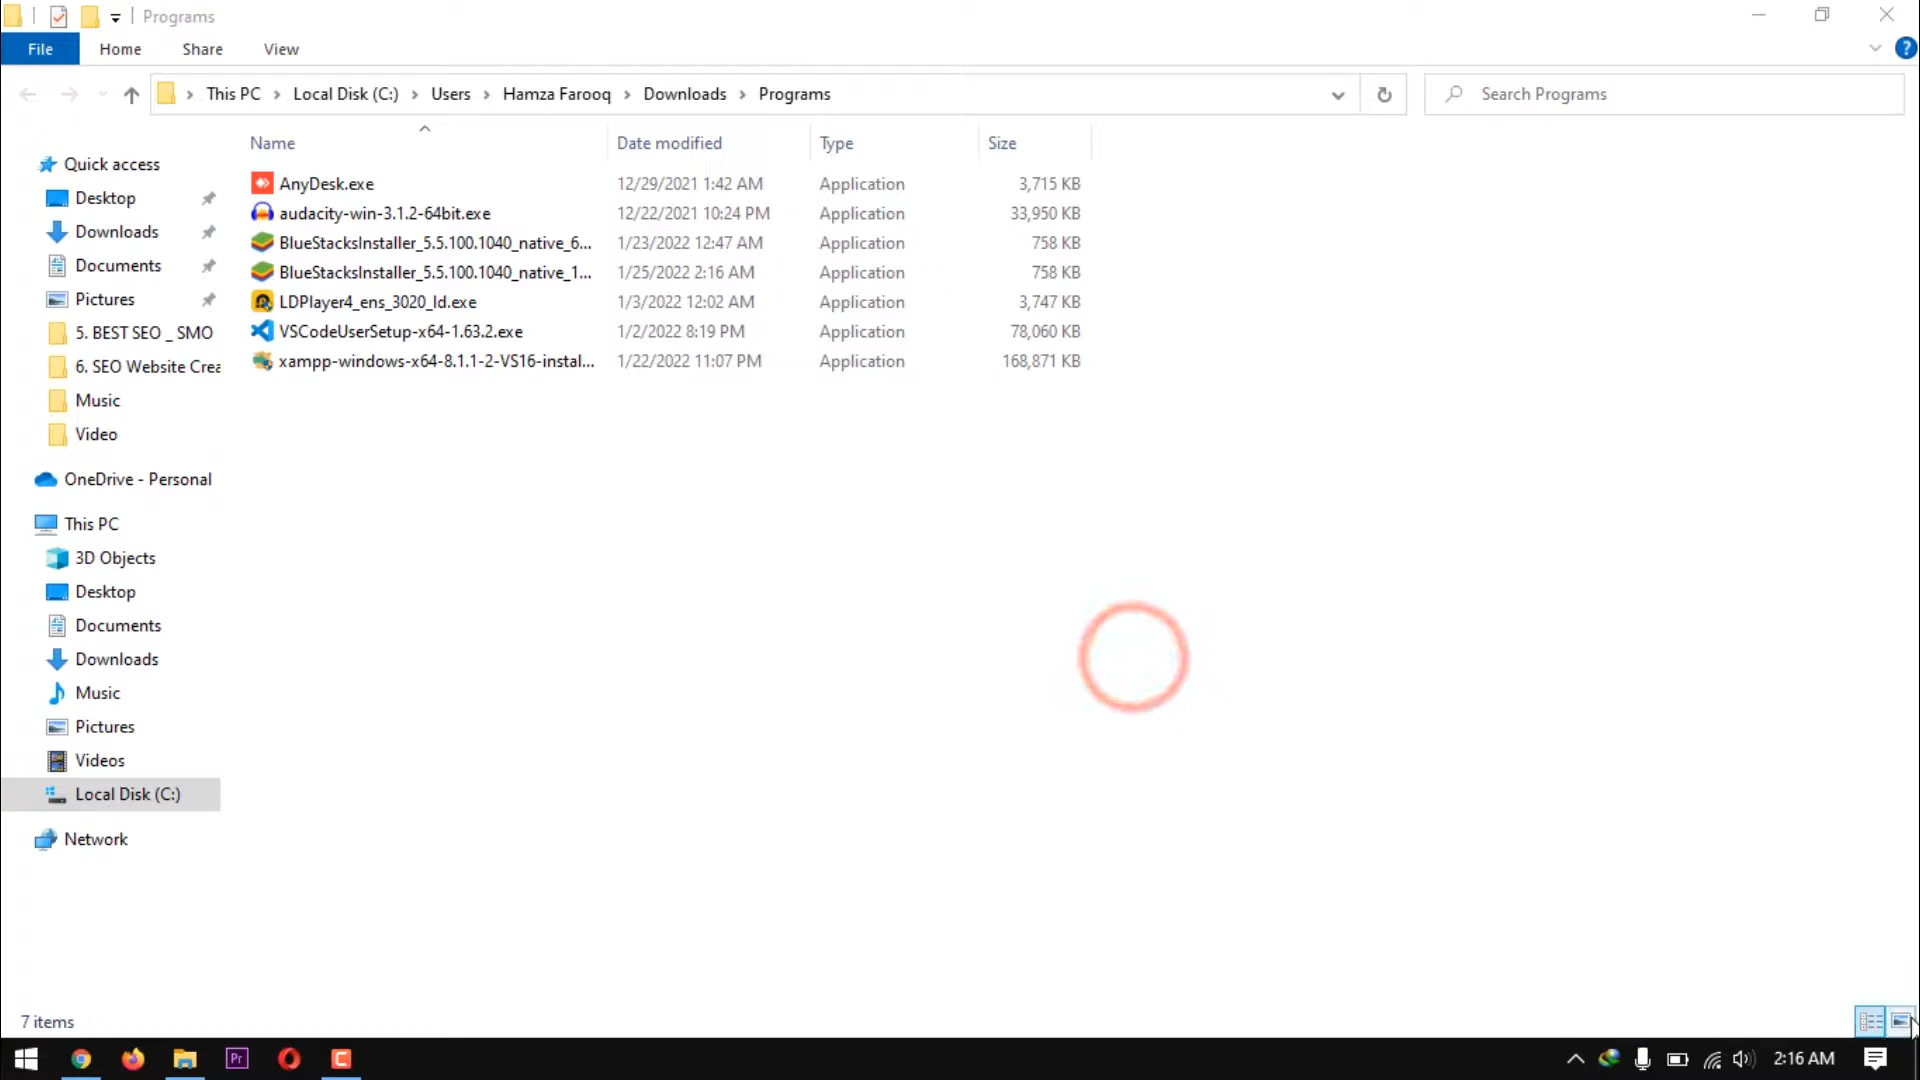 Programs
File Home Share View
?
This PC Local Disk (C:) Users Hamza Farooq Downloads Programs
Search Programs
Name Date modified Type Size
Quick access
Desktop
Downloads
Documents
Pictures
5. BEST SEO _ SMO
6. SEO Website Crea
Music
Video
OneDrive - Personal
This PC
3D Objects
Desktop
Documents
Downloads
Music
Pictures
Videos
Local Disk (C:)
Network
AnyDesk.exe 12/29/2021 1:42 AM Application 3,715 KB
audacity-win-3.1.2-64bit.exe 12/22/2021 10:24 PM Application 33,950 KB
BlueStacksInstaller_5.5.100.1040_native_6... 1/23/2022 12:47 AM Application 758 KB
BlueStacksInstaller_5.5.100.1040_native_1... 1/25/2022 2:16 AM Application 758 KB
LDPlayer4_ens_3020_ld.exe 1/3/2022 12:02 AM Application 3,747 KB
VSCodeUserSetup-x64-1.63.2.exe 1/2/2022 8:19 PM Application 78,060 KB
xampp-windows-x64-8.1.1-2-VS16-instal... 1/22/2022 11:07 PM Application 168,871 KB
7 items
Pr
2:16 AM